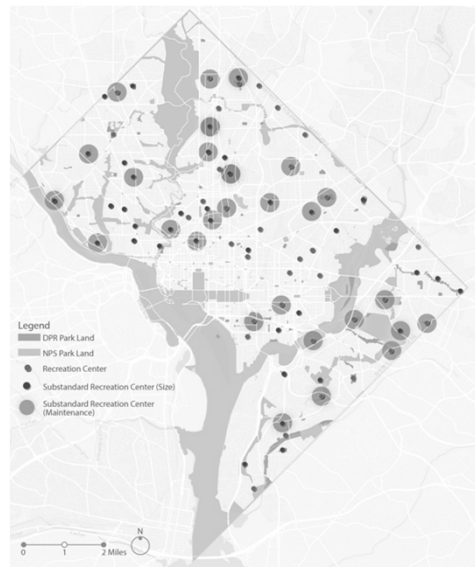 Legend
DPR Park Land
NPS Park Land
Recreation Center
Substandard Recreation Center (Size)
Substandard Recreation Center
(Maintenance)
N
0 1 2 Miles